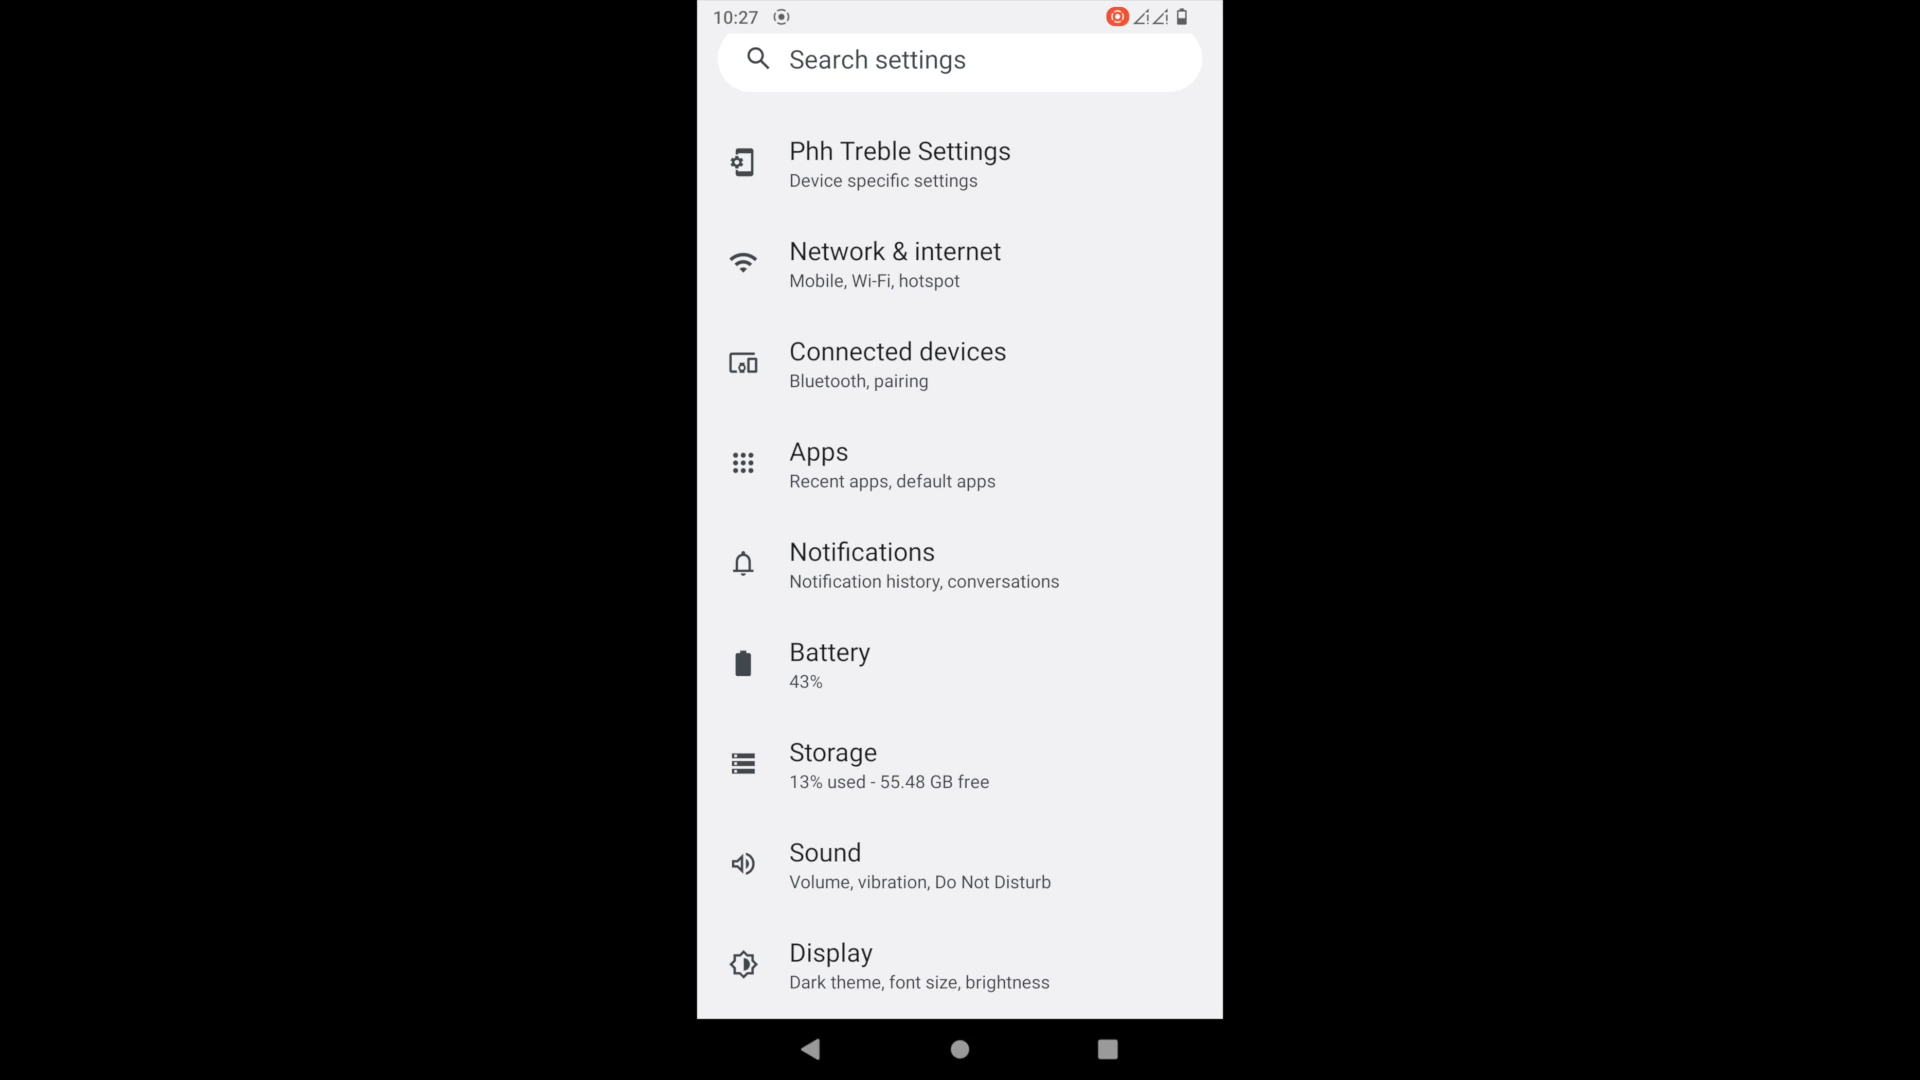 10:27
Search settings
Phh Treble Settings
Device specific settings
Network & internet
Mobile, Wi-Fi, hotspot
Connected devices
Bluetooth, pairing
Apps
Recent apps, default apps
Notifications
Notification history, conversations
Battery
43%
Storage
13% used - 55.48 GB free
Sound
Volume, vibration, Do Not Disturb
Display
Dark theme, font size, brightness